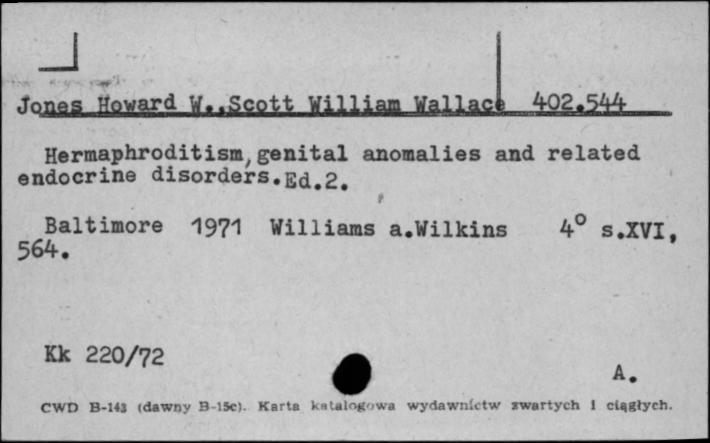 Jones Howard W.,Scott William Wallace 402.544
Hermaphroditism,genital anomalies and related
endocrine disorders.Ed.2.
Baltimore 1971 Williams a.Wilkins 4° s.XVI,
564.
Kk 220/72
A.
CWD B-143 (dawny B-15c). Karta katalogowa wydawnictw zwartych i ciągłych.